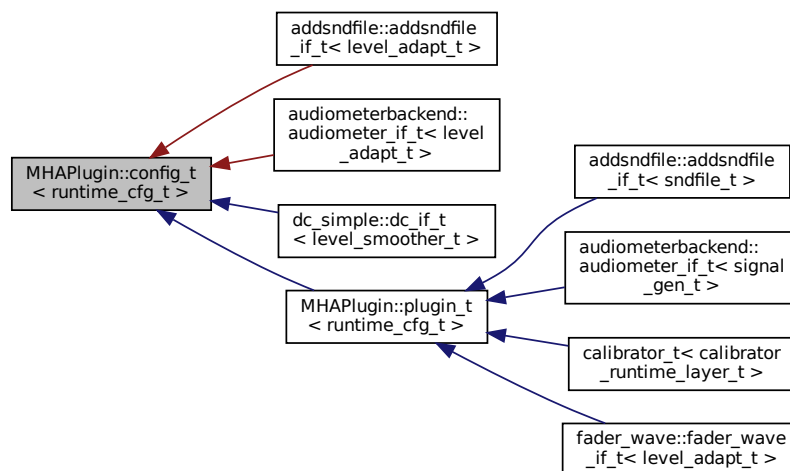 addsndfile::addsndfile
_if_t< level_adapt_t >
audiometerbackend::
audiometer_if_t< level
_adapt_t >
MHAPlugin::config_t
< runtime_cfg_t >
dc_simple::dc_if_t
< level_smoother_t >
MHAPlugin::plugin_t
< runtime_cfg_t >
addsndfile::addsndfile
_if_t< sndfile_t >
audiometerbackend::
audiometer_if_t< signal
_gen_t >
calibrator_t< calibrator
_runtime_layer_t >
fader_wave::fader_wave
_if_t< level_adapt_t >